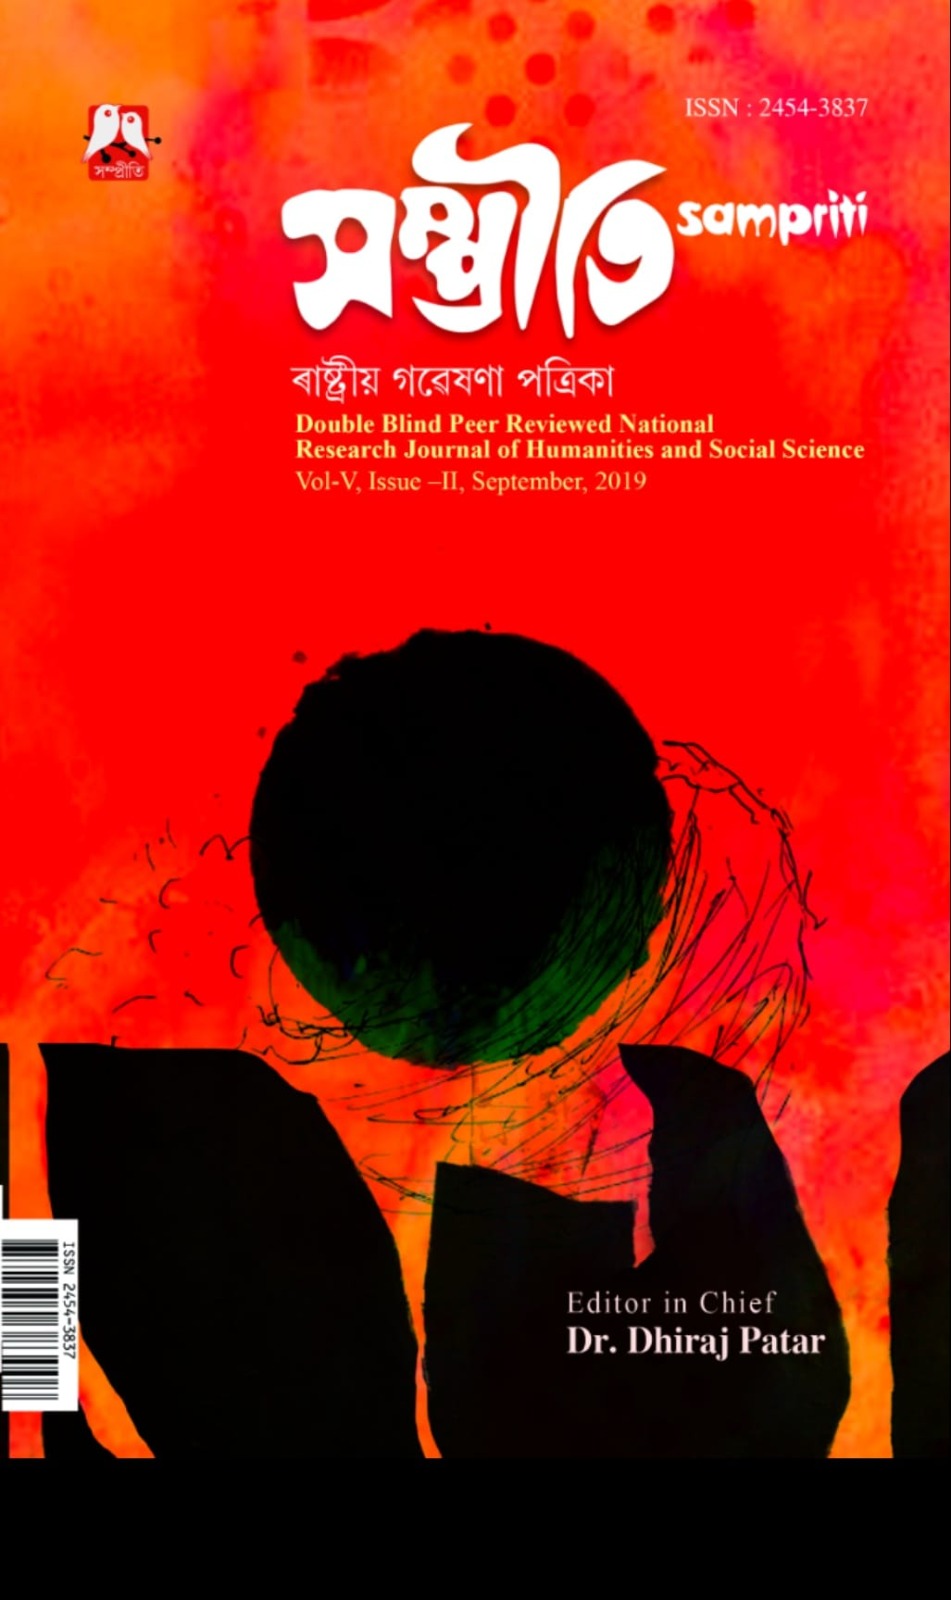 ISSN : 2454-3837
সম্প্ৰীতি
সম্প্ৰীতি sampriti
ৰাষ্ট্ৰীয় গৱেষণা পত্ৰিকা
Double Blind Peer Reviewed National
Research Journal of Humanities and Social Science
Vol-V, Issue –II, September, 2019
ISSN 2454-3837
Editor in Chief
Dr. Dhiraj Patar